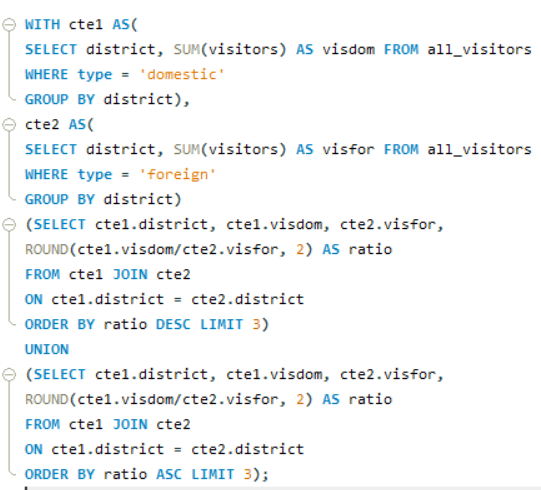 WITH cte1 AS(
SELECT district, SUM(visitors) AS visdom FROM all_visitors
WHERE type = 'domestic'
GROUP BY district),
cte2 AS(
SELECT district, SUM(visitors) AS visfor FROM all_visitors
WHERE type = 'foreign'
GROUP BY district)
(SELECT cte1.district, cte1.visdom, cte2.visfor,
ROUND(cte1.visdom/cte2.visfor, 2) AS ratio
FROM cte1 JOIN cte2
ON cte1.district = cte2.district
ORDER BY ratio DESC LIMIT 3)
UNION
(SELECT cte1.district, cte1.visdom, cte2.visfor,
ROUND(cte1.visdom/cte2.visfor, 2) AS ratio
FROM cte1 JOIN cte2
ON cte1.district = cte2.district
ORDER BY ratio ASC LIMIT 3);